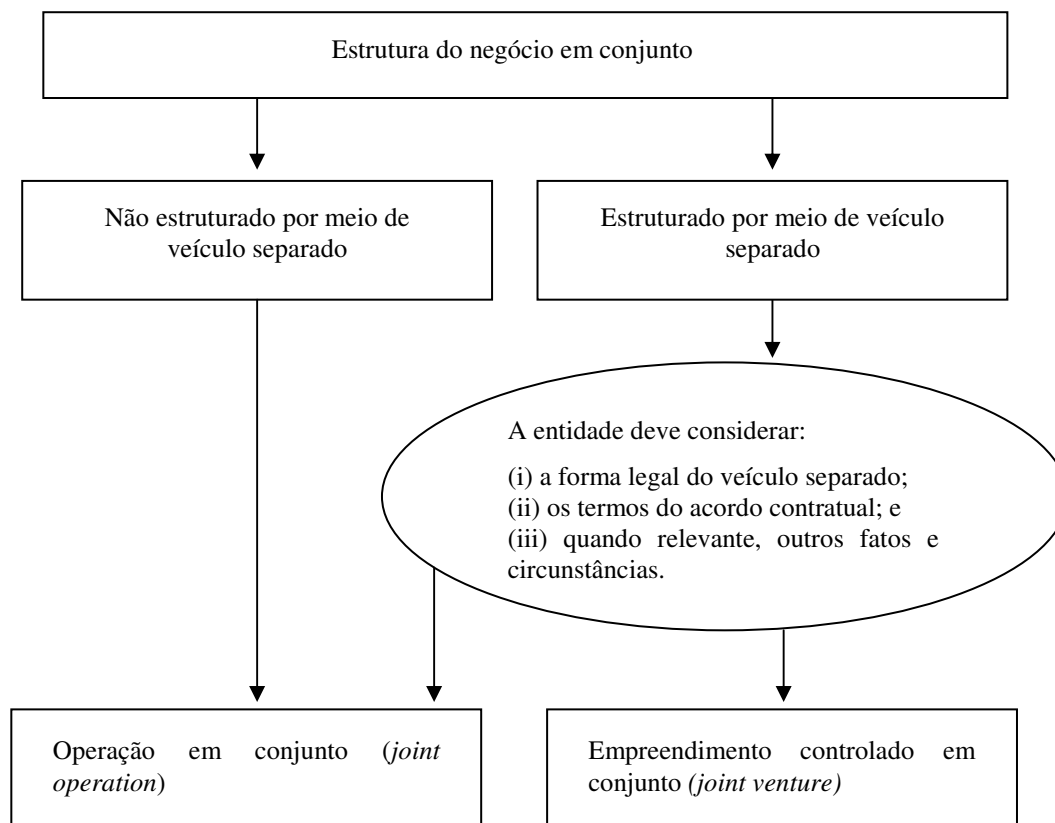 Estrutura do negócio em conjunto
Não estruturado por meio de
veículo separado
Estruturado por meio de veículo
separado
A entidade deve considerar:
(i) a forma legal do veículo separado;
(ii) os termos do acordo contratual; e
(iii) quando relevante, outros fatos e
circunstâncias.
Operação em conjunto (joint
operation)
Empreendimento controlado em
conjunto (joint venture)